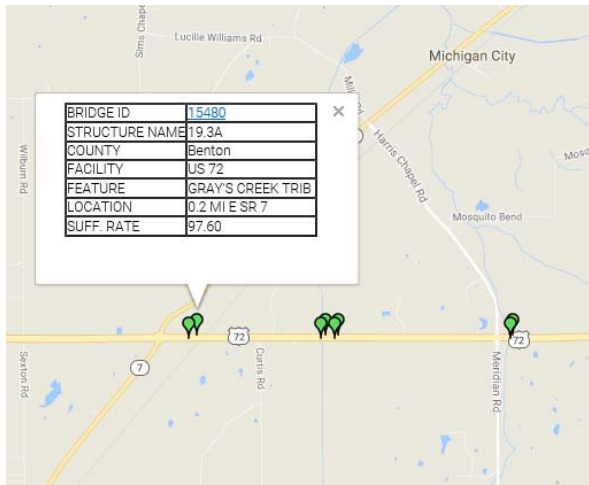 Lucille Williams Rd
Sims Chapel
Michigan City
BRIDGE ID 15480
STRUCTURE NAME 19.3A
COUNTY Benton
FACILITY US 72
FEATURE GRAY'S CREEK TRIB
LOCATION 0.2 MI E SR 7
SUFF. RATE 97.60
×
Harris Chapel Rd
Wilburn Rd
Mosquito Bend
72
72
7
Sexton Rd
Curtis Rd
Meridian Rd